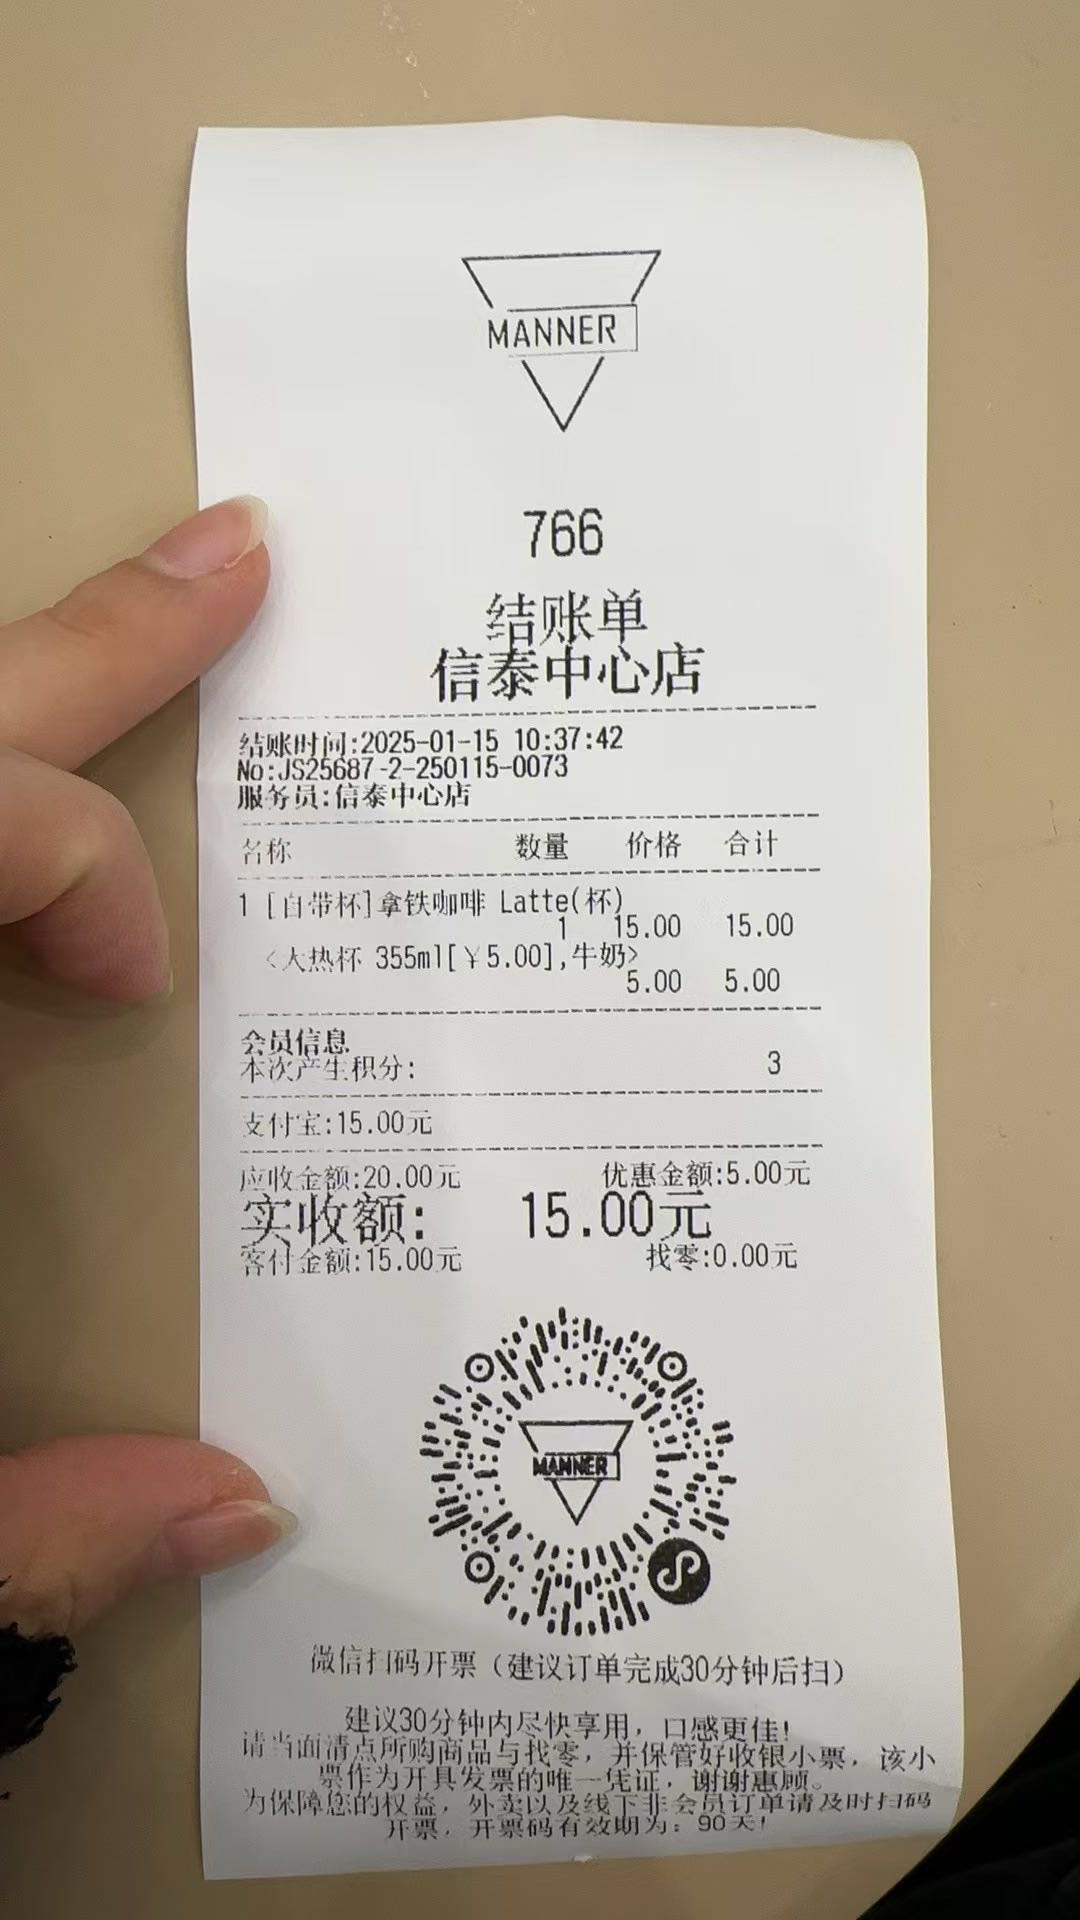 MANNER
766
结账单
信泰中心店
结账时间:2025-01-15 10:37:42
No:JS25687-2-250115-0073
服务员:信泰中心店
名称 数量 价格 合计
1 [自带杯]拿铁咖啡 Latte(杯)
1 15.00 15.00
<大热杯 355ml[￥5.00],牛奶>
5.00 5.00
会员信息
本次产生积分: 3
支付宝:15.00元
应收金额:20.00元 优惠金额:5.00元
实收额: 15.00元
客付金额:15.00元 找零:0.00元
MANNER
微信扫码开票（建议订单完成30分钟后扫）
建议30分钟内尽快享用，口感更佳!
请当面清点所购商品与找零，并保管好收银小票，该小
票作为开具发票的唯一凭证，谢谢惠顾。
为保障您的权益，外卖以及线下非会员订单请及时扫码
开票，开票码有效期为：90天!